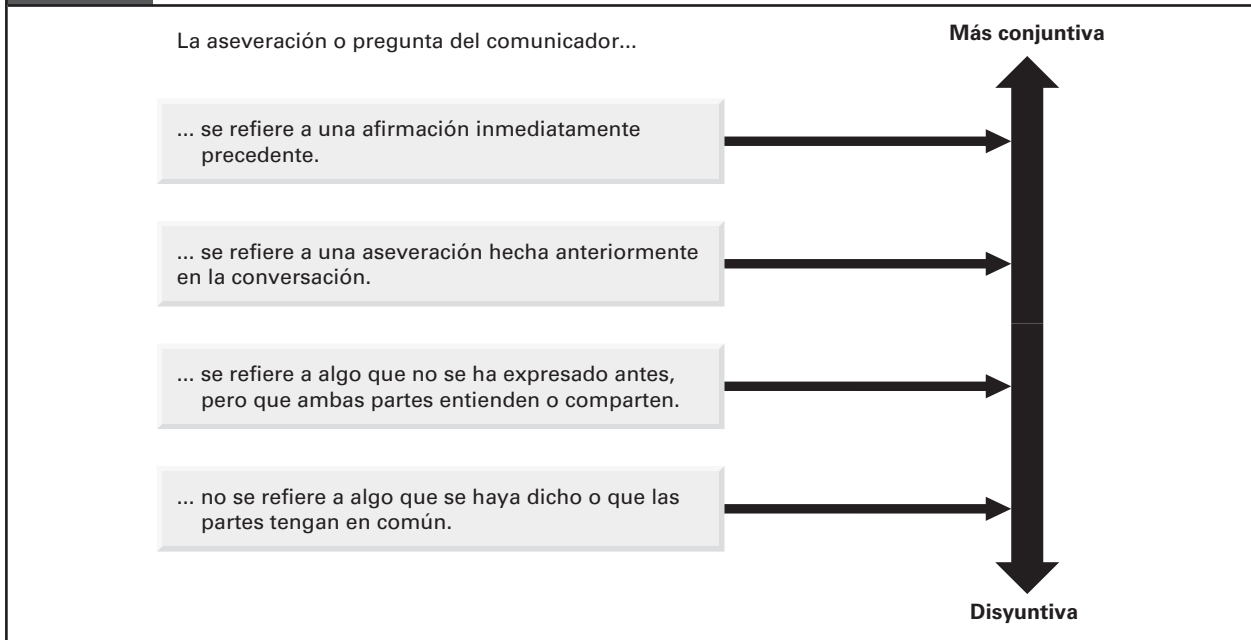 La aseveración o pregunta del comunicador...
Más conjuntiva
... se refiere a una afirmación inmediatamente
precedente.
... se refiere a una aseveración hecha anteriormente
en la conversación.
... se refiere a algo que no se ha expresado antes,
pero que ambas partes entienden o comparten.
... no se refiere a algo que se haya dicho o que las
partes tengan en común.
Disyuntiva